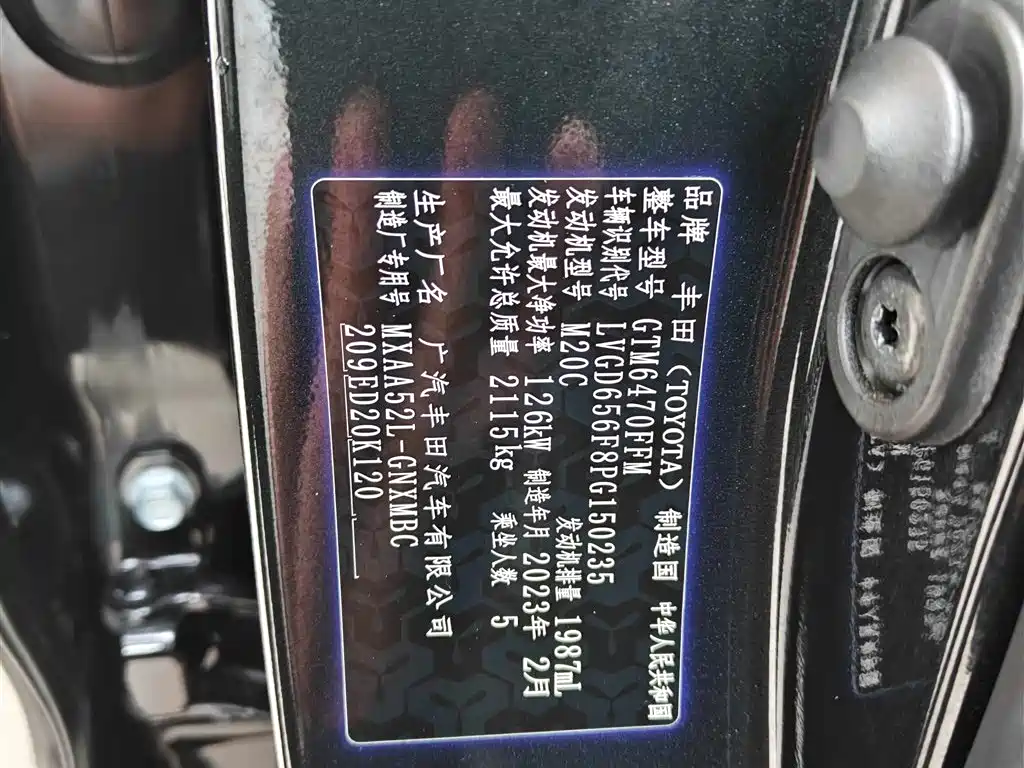 品牌 丰田 (TOYOTA) 制造国 中华人民共和国
整车型号 GTM6470FFM
车辆识别代号 LVGD656F8PG150235
发动机型号 M20C 发动机排量 1987mL
发动机最大净功率 126kW 制造年月 2023年 2月
最大允许总质量 2115kg 乘坐人数 5
生产厂名 广汽丰田汽车有限公司
制造厂专用号 MXAA52L-GNXMBC
209ED20K120